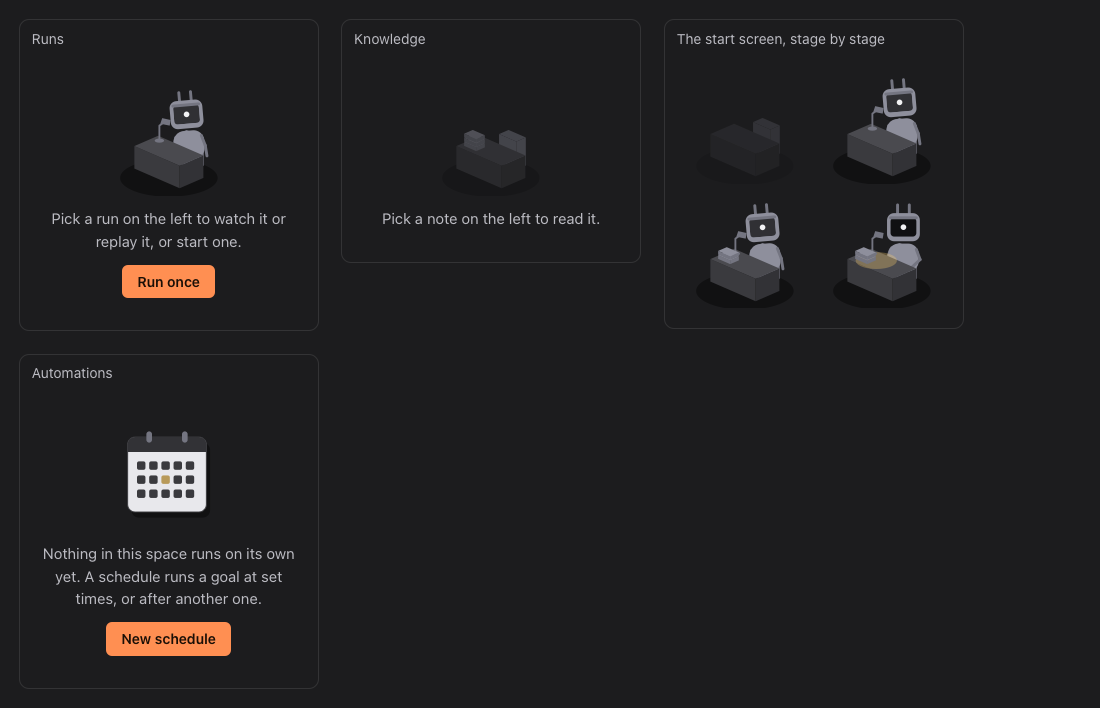 Runs
Pick a run on the left to watch it or
replay it, or start one.
Run once
Knowledge
Pick a note on the left to read it.
The start screen, stage by stage
Automations
Nothing in this space runs on its own
yet. A schedule runs a goal at set
times, or after another one.
New schedule